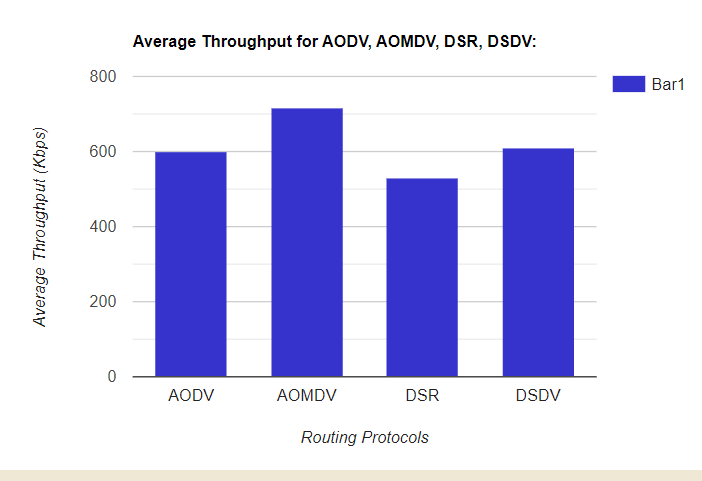 Average Throughput for AODV, AOMDV, DSR, DSDV:
Bar1
Average Throughput (Kbps)
800
600
400
200
0
AODV AOMDV DSR DSDV
Routing Protocols